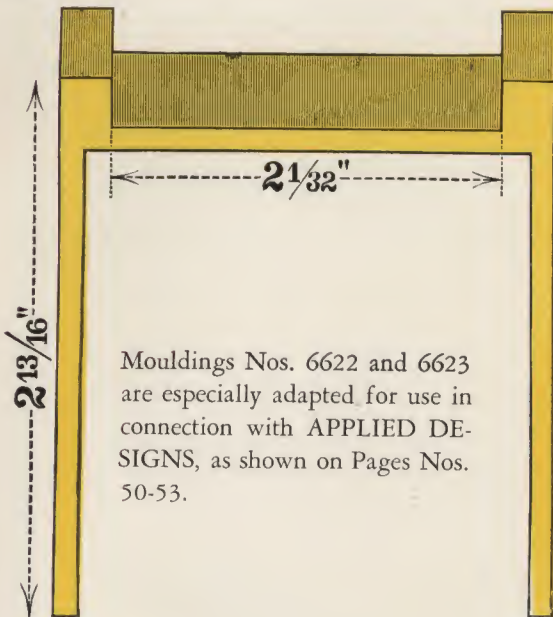 2 1/32"
2 13/16"
Mouldings Nos. 6622 and 6623
are especially adapted for use in
connection with APPLIED DE-
SIGNS, as shown on Pages Nos.
50-53.